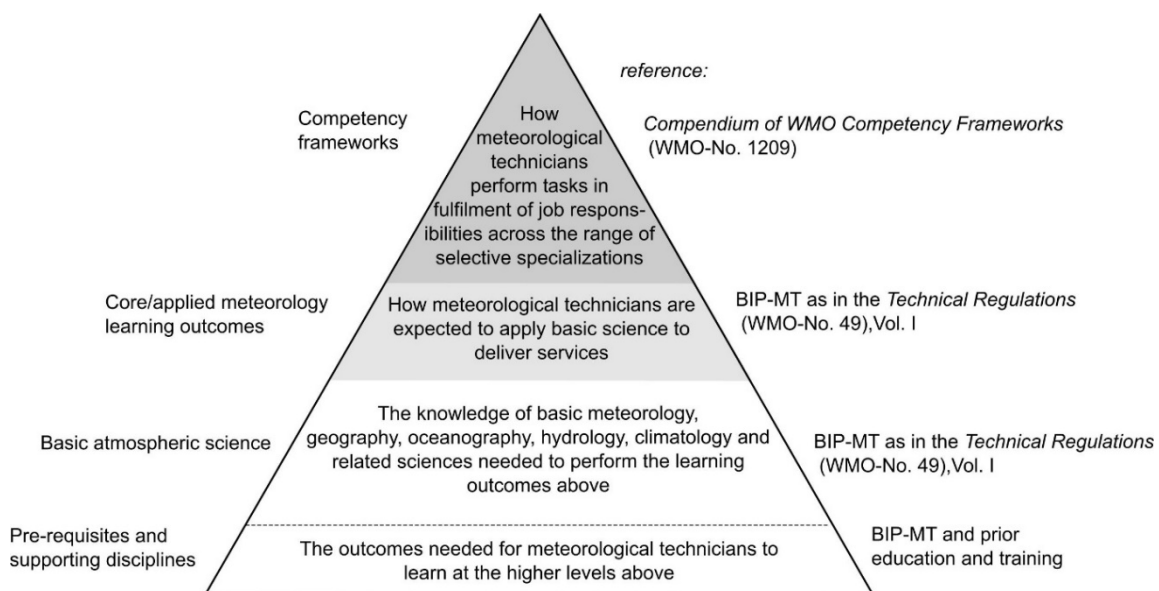 reference:
Competency
frameworks
How
meteorological
technicians
perform tasks in
fulfilment of job respons-
ibilities across the range of
selective specializations
Compendium of WMO Competency Frameworks
(WMO-No. 1209)
Core/applied meteorology
learning outcomes
How meteorological technicians are
expected to apply basic science to
deliver services
BIP-MT as in the Technical Regulations
(WMO-No. 49),Vol. I
Basic atmospheric science
The knowledge of basic meteorology,
geography, oceanography, hydrology, climatology and
related sciences needed to perform the learning
outcomes above
BIP-MT as in the Technical Regulations
(WMO-No. 49),Vol. I
Pre-requisites and
supporting disciplines
The outcomes needed for meteorological technicians to
learn at the higher levels above
BIP-MT and prior
education and training